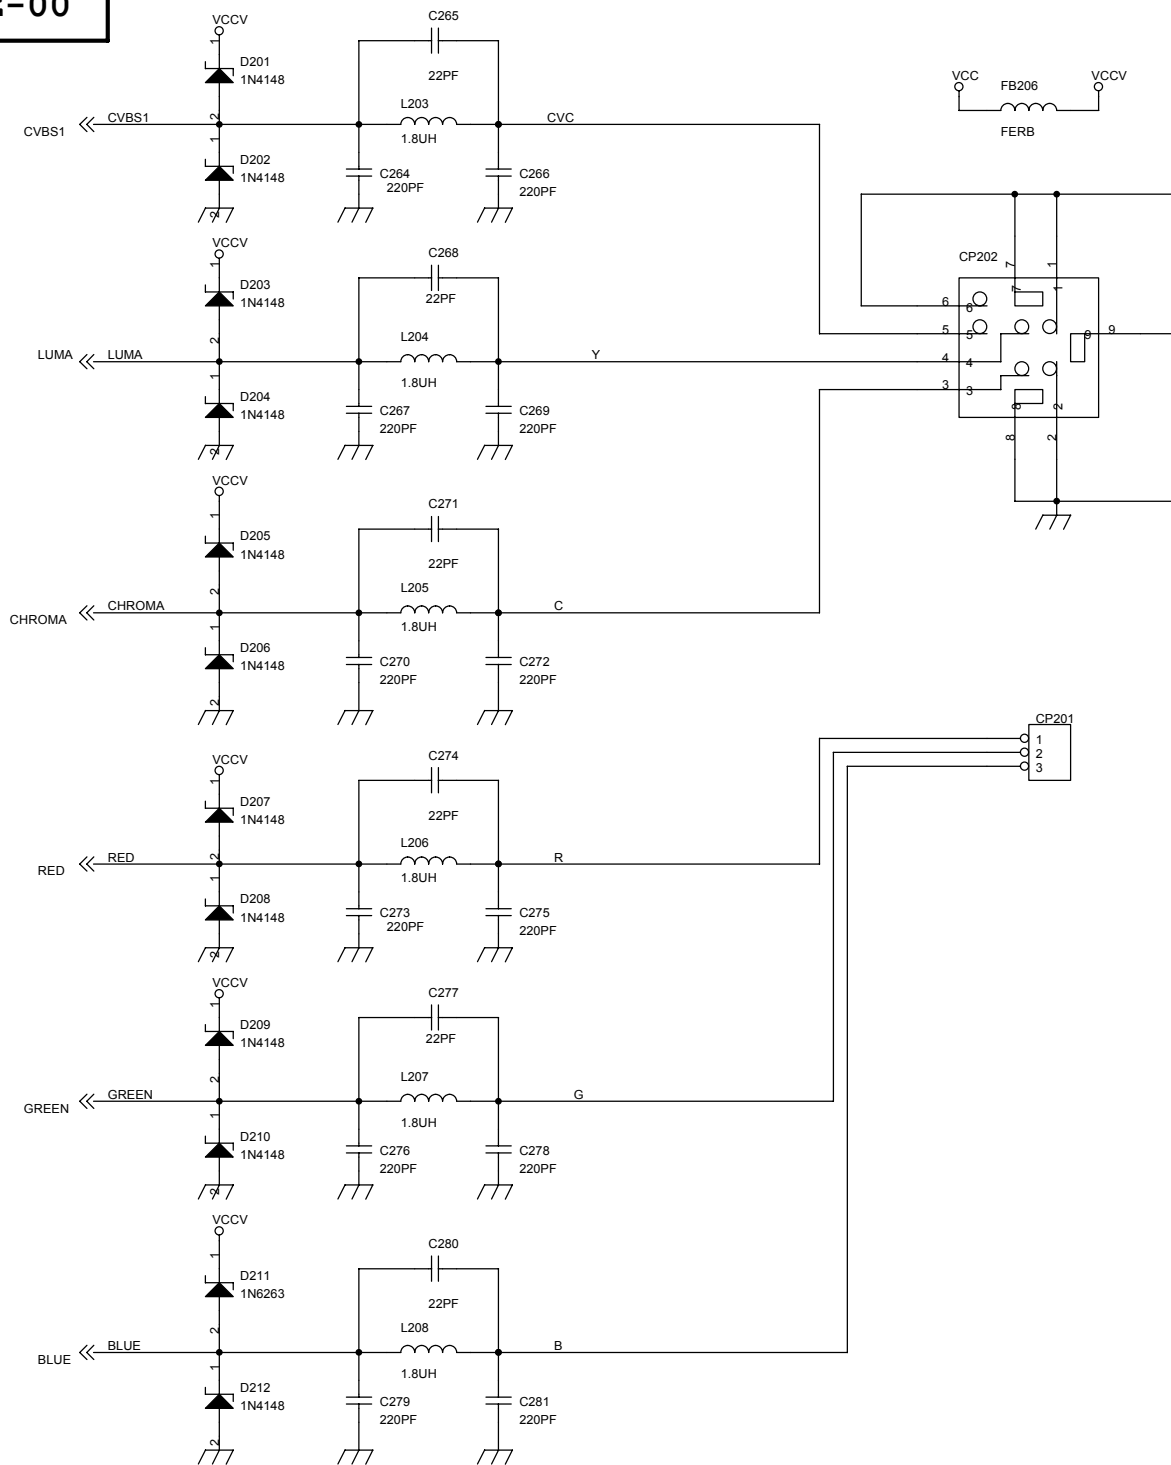 -00
VCCV
1
D201
1N4148
2
C265
22PF
L203
1.8UH
CVBS1
CVBS1
CVC
1
D202
1N4148
2
C264
220PF
C266
220PF
VCC
FB206
VCCV
FERB
VCCV
1
D203
1N4148
2
C268
22PF
L204
1.8UH
LUMA
LUMA
Y
1
D204
1N4148
2
C267
220PF
C269
220PF
CP202
7
1
7
1
6
6
5
5
9
9
4
4
3
3
8
2
8
2
VCCV
1
D205
1N4148
2
C271
22PF
L205
1.8UH
CHROMA
CHROMA
C
1
D206
1N4148
2
C270
220PF
C272
220PF
CP201
1
2
3
VCCV
1
D207
1N4148
2
C274
22PF
L206
1.8UH
RED
RED
R
1
D208
1N4148
2
C273
220PF
C275
220PF
VCCV
1
D209
1N4148
2
C277
22PF
L207
1.8UH
GREEN
GREEN
G
1
D210
1N4148
2
C276
220PF
C278
220PF
VCCV
1
D211
1N6263
2
C280
22PF
L208
1.8UH
BLUE
BLUE
B
1
D212
1N4148
2
C279
220PF
C281
220PF